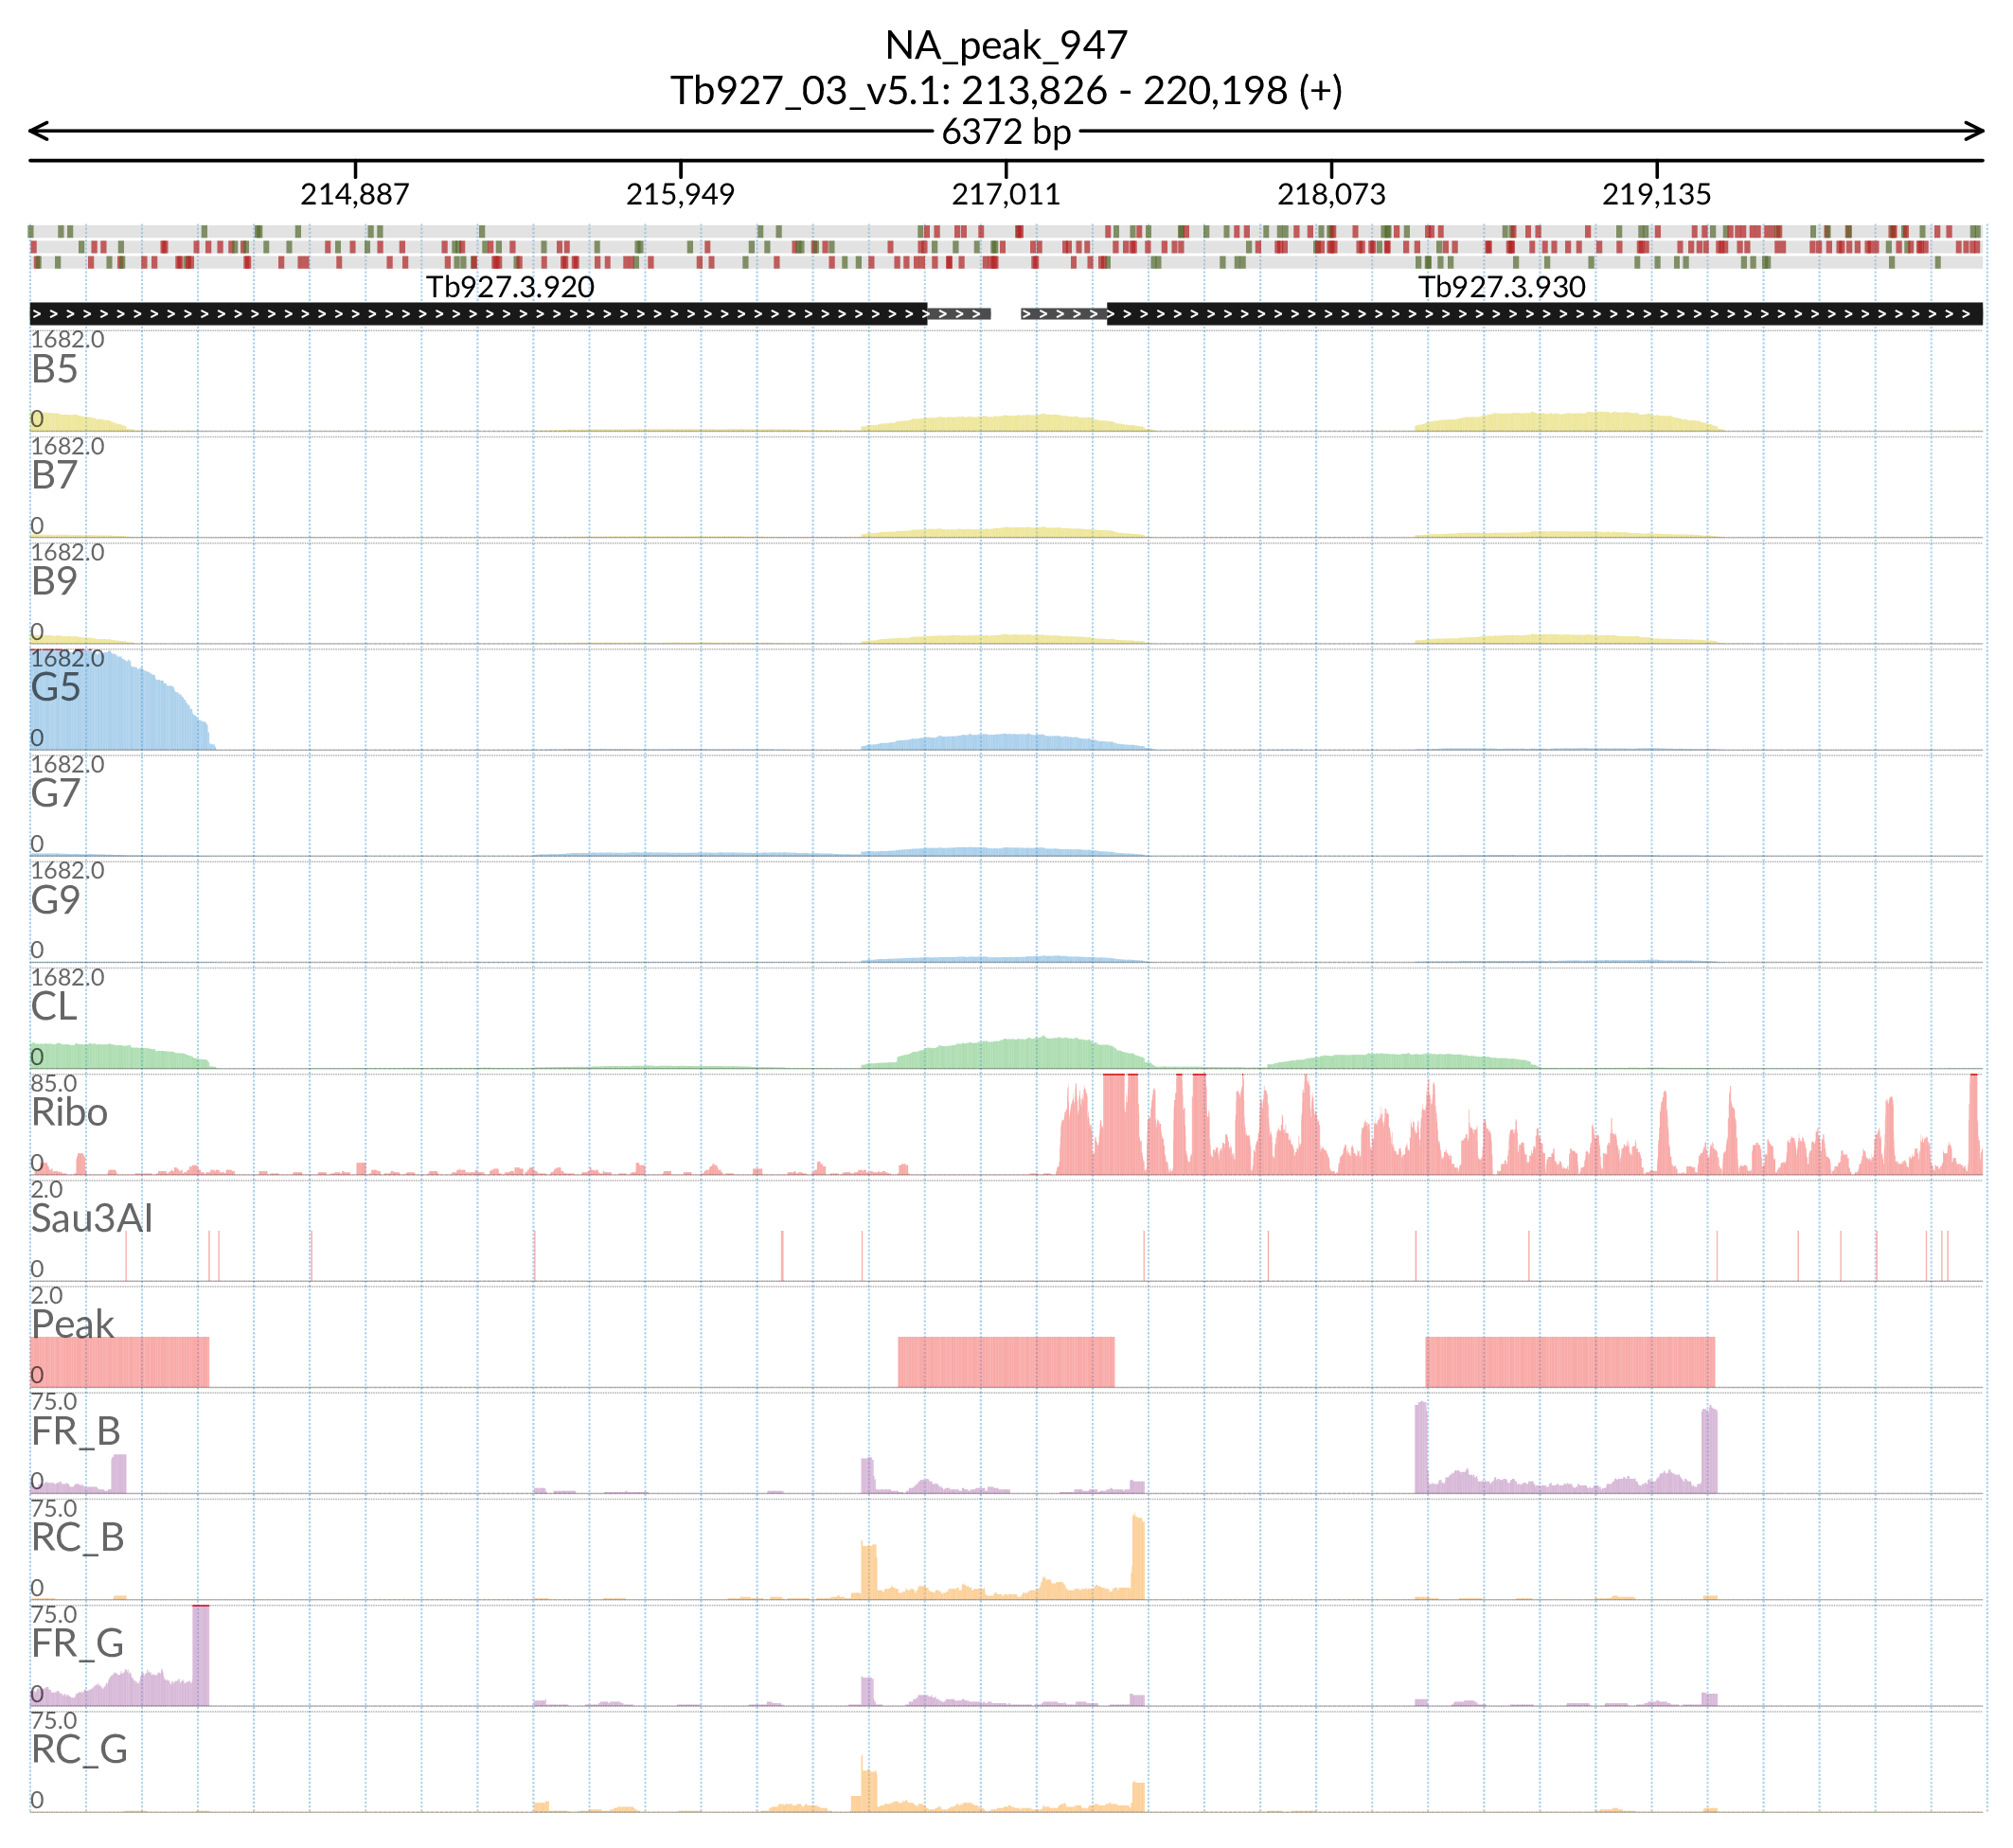 NA_peak_947
Tb927_03_v5.1: 213,826 - 220,198 (+)
6372 bp
214,887 215,949 217,011 218,073 219,135
Tb927.3.920 Tb927.3.930
1682.0
B5
0
1682.0
B7
0
1682.0
B9
0
1682.0
G5
0
1682.0
G7
0
1682.0
G9
0
1682.0
CL
0
85.0
Ribo
0
2.0
Sau3AI
0
2.0
Peak
0
75.0
FR_B
0
75.0
RC_B
0
75.0
FR_G
0
75.0
RC_G
0